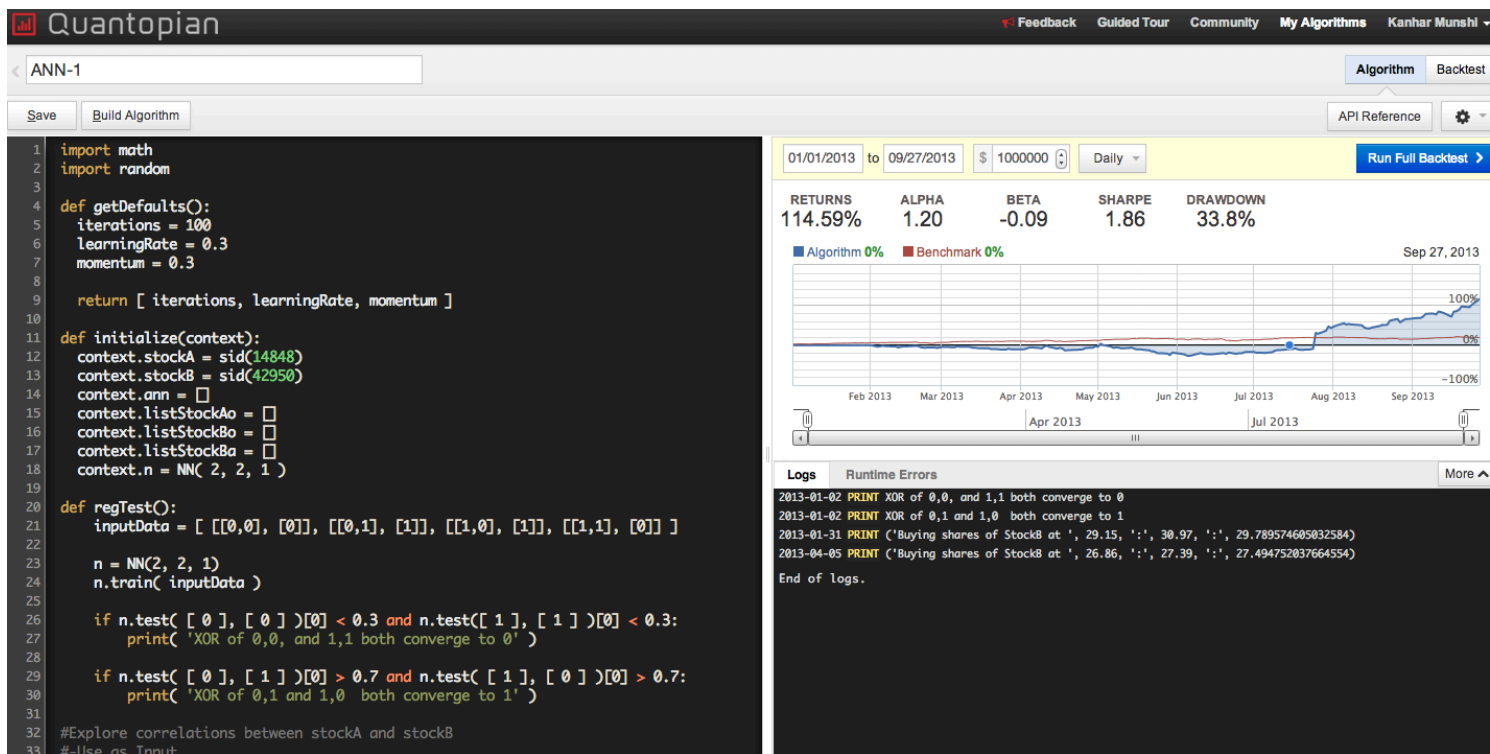 Quantopian
Feedback Guided Tour Community My Algorithms Kanhar Munshi
ANN-1
Algorithm Backtest
Save Build Algorithm
API Reference
1 import math
2 import random
3
4 def getDefaults():
5   iterations = 100
6   learningRate = 0.3
7   momentum = 0.3
8
9   return [ iterations, learningRate, momentum ]
10
11 def initialize(context):
12   context.stockA = sid(14848)
13   context.stockB = sid(42950)
14   context.ann = []
15   context.listStockAo = []
16   context.listStockBo = []
17   context.listStockBa = []
18   context.n = NN( 2, 2, 1 )
19
20 def regTest():
21     inputData = [ [[0,0], [0]], [[0,1], [1]], [[1,0], [1]], [[1,1], [0]] ]
22
23     n = NN(2, 2, 1)
24     n.train( inputData )
25
26     if n.test( [ 0 ], [ 0 ] )[0] < 0.3 and n.test([ 1 ], [ 1 ] )[0] < 0.3:
27         print( 'XOR of 0,0, and 1,1 both converge to 0' )
28
29     if n.test( [ 0 ], [ 1 ] )[0] > 0.7 and n.test( [ 1 ], [ 0 ] )[0] > 0.7:
30         print( 'XOR of 0,1 and 1,0  both converge to 1' )
31
32 #Explore correlations between stockA and stockB
33 #-Use as Input
01/01/2013 to 09/27/2013 $ 1000000 Daily Run Full Backtest
RETURNS ALPHA BETA SHARPE DRAWDOWN
114.59% 1.20 -0.09 1.86 33.8%
Algorithm 0% Benchmark 0% Sep 27, 2013
100%
0%
-100%
Feb 2013 Mar 2013 Apr 2013 May 2013 Jun 2013 Jul 2013 Aug 2013 Sep 2013
Apr 2013 Jul 2013
Logs Runtime Errors More
2013-01-02 PRINT XOR of 0,0, and 1,1 both converge to 0
2013-01-02 PRINT XOR of 0,1 and 1,0  both converge to 1
2013-01-31 PRINT ('Buying shares of StockB at ', 29.15, ':', 30.97, ':', 29.789574605032584)
2013-04-05 PRINT ('Buying shares of StockB at ', 26.86, ':', 27.39, ':', 27.494752037664554)
End of logs.